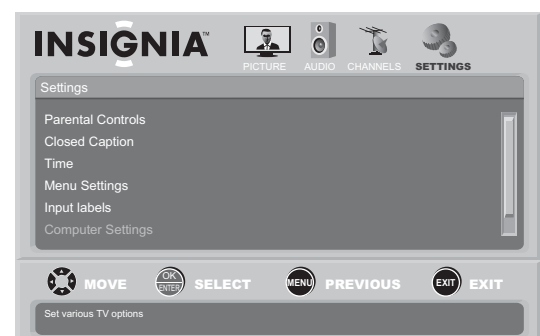 INSIGNIA™
PICTURE AUDIO CHANNELS SETTINGS
Settings
Parental Controls
Closed Caption
Time
Menu Settings
Input labels
Computer Settings
MOVE OK ENTER SELECT MENU PREVIOUS EXIT EXIT
Set various TV options